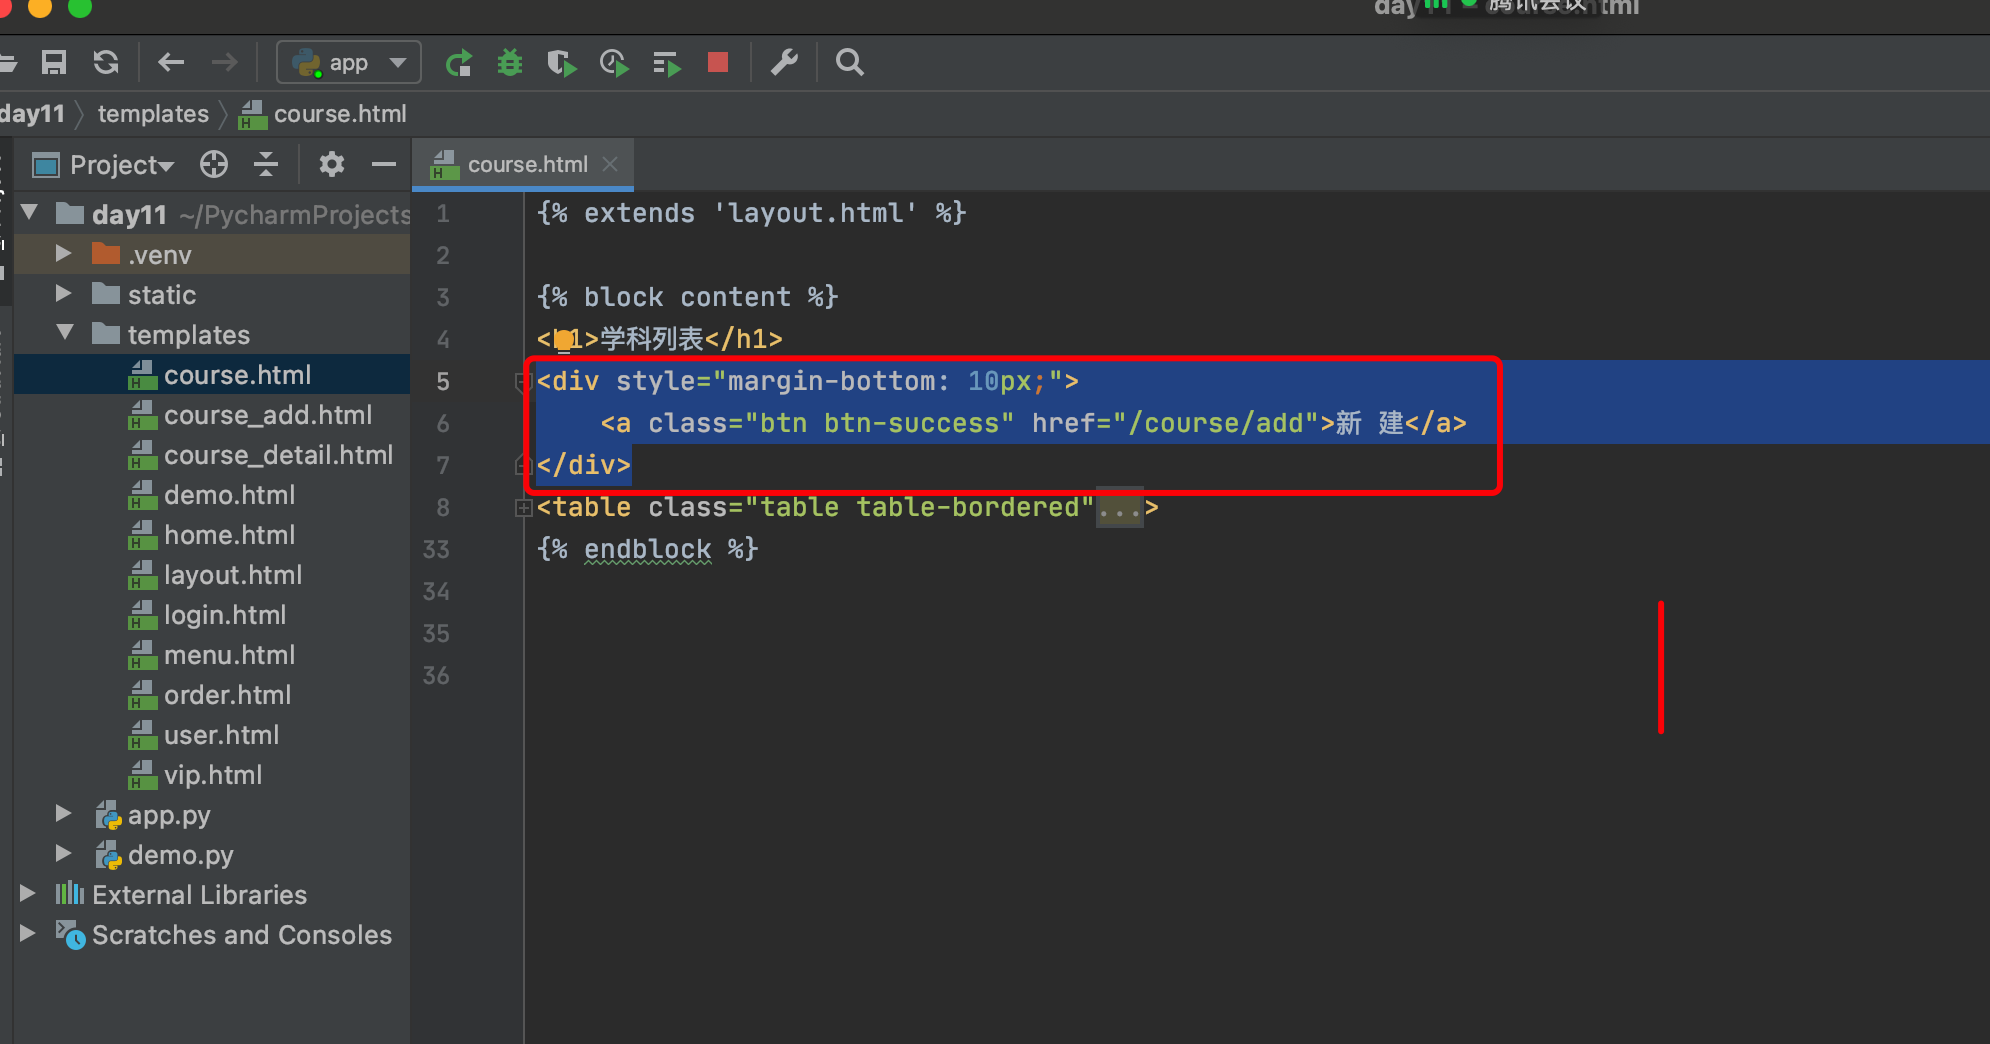 腾讯会议
app
day11 templates course.html
Project
course.html
day11 ~/PycharmProjects
.venv
static
templates
course.html
course_add.html
course_detail.html
demo.html
home.html
layout.html
login.html
menu.html
order.html
user.html
vip.html
app.py
demo.py
External Libraries
Scratches and Consoles
1 {% extends 'layout.html' %}
2
3 {% block content %}
4 <h1>学科列表</h1>
5 <div style="margin-bottom: 10px;">
6 <a class="btn btn-success" href="/course/add">新 建</a>
7 </div>
8 <table class="table table-bordered"...>
33 {% endblock %}
34
35
36